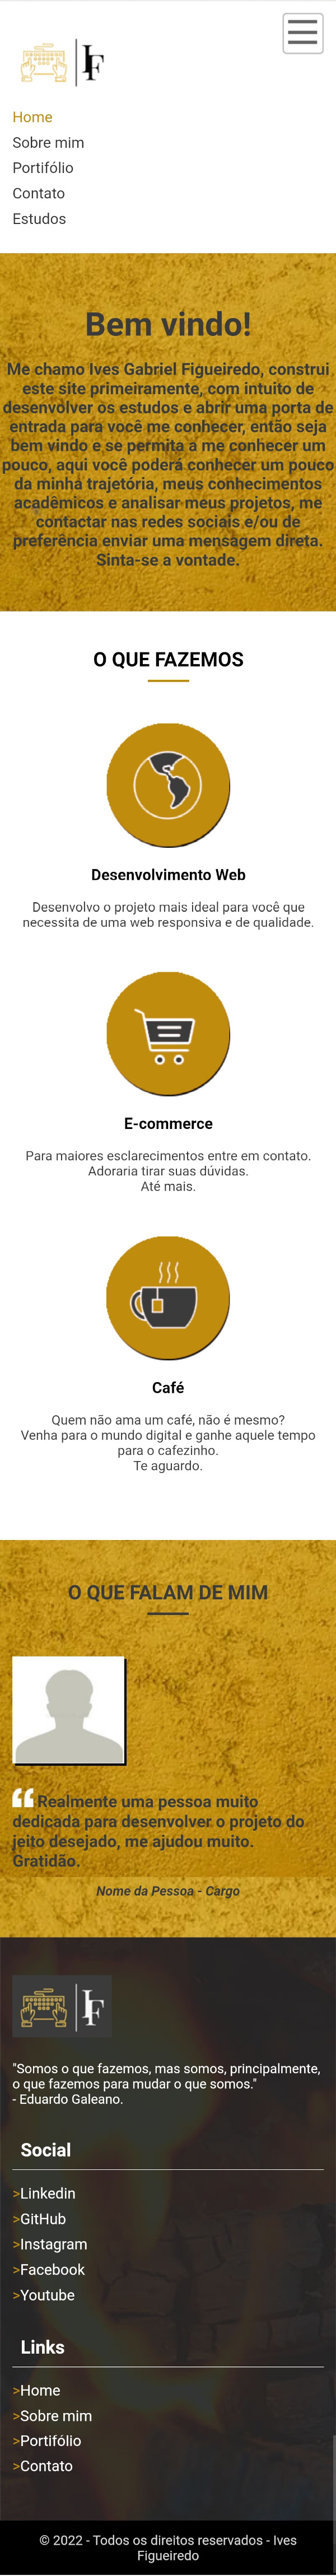 IF
Home
Sobre mim
Portifólio
Contato
Estudos
Bem vindo!
Me chamo Ives Gabriel Figueiredo, construi
este site primeiramente, com intuito de
desenvolver os estudos e abrir uma porta de
entrada para você me conhecer, então seja
bem vindo e se permita a me conhecer um
pouco, aqui você poderá conhecer um pouco
da minha trajetória, meus conhecimentos
acadêmicos e analisar meus projetos, me
contactar nas redes sociais e/ou de
preferência enviar uma mensagem direta.
Sinta-se a vontade.
O QUE FAZEMOS
Desenvolvimento Web
Desenvolvo o projeto mais ideal para você que
necessita de uma web responsiva e de qualidade.
E-commerce
Para maiores esclarecimentos entre em contato.
Adoraria tirar suas dúvidas.
Até mais.
Café
Quem não ama um café, não é mesmo?
Venha para o mundo digital e ganhe aquele tempo
para o cafezinho.
Te aguardo.
O QUE FALAM DE MIM
“ Realmente uma pessoa muito
dedicada para desenvolver o projeto do
jeito desejado, me ajudou muito.
Gratidão.
Nome da Pessoa - Cargo
IF
"Somos o que fazemos, mas somos, principalmente,
o que fazemos para mudar o que somos."
- Eduardo Galeano.
Social
>Linkedin
>GitHub
>Instagram
>Facebook
>Youtube
Links
>Home
>Sobre mim
>Portifólio
>Contato
© 2022 - Todos os direitos reservados - Ives
Figueiredo